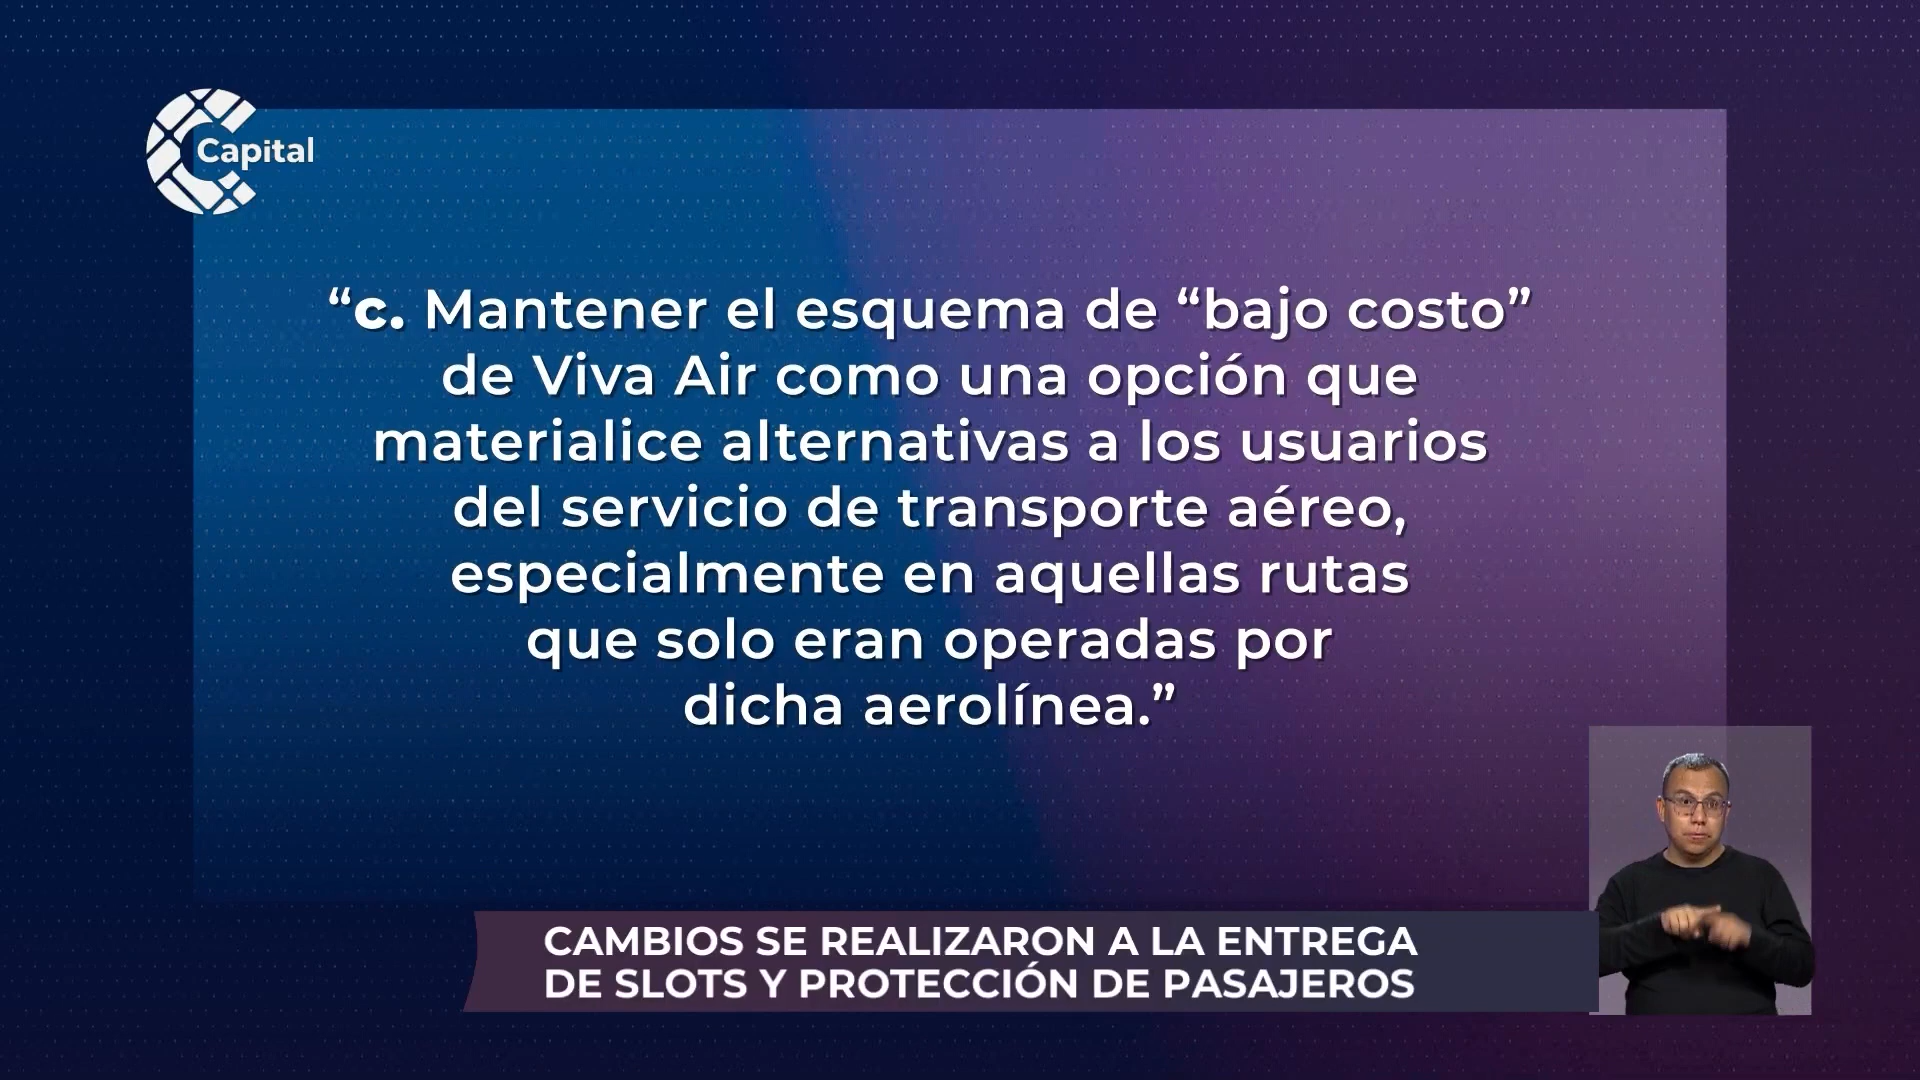 Capital
“c. Mantener el esquema de “bajo costo”
de Viva Air como una opción que
materialice alternativas a los usuarios
del servicio de transporte aéreo,
especialmente en aquellas rutas
que solo eran operadas por
dicha aerolínea.”
CAMBIOS SE REALIZARON A LA ENTREGA
DE SLOTS Y PROTECCIÓN DE PASAJEROS